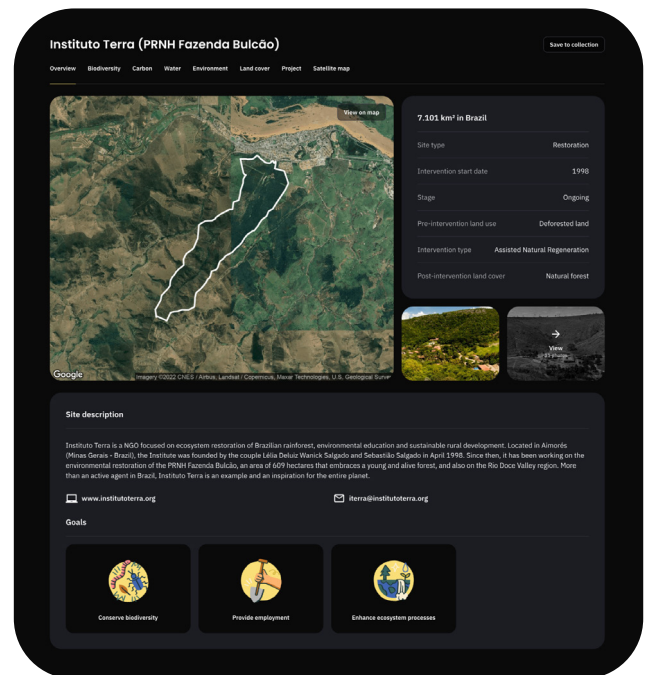 Instituto Terra (PRNH Fazenda Bulcão)
Save to collection
Overview Biodiversity Carbon Water Environment Land cover Project Satellite map
View on map
Google
Imagery ©2022 CNES / Airbus, Landsat / Copernicus, Maxar Technologies, U.S. Geological Survey
7.101 km² in Brazil
Site type Restoration
Intervention start date 1998
Stage Ongoing
Pre-intervention land use Deforested land
Intervention type Assisted Natural Regeneration
Post-intervention land cover Natural forest
View
Site description
Instituto Terra is a NGO focused on ecosystem restoration of Brazilian rainforest, environmental education and sustainable rural development. Located in Aimorés
(Minas Gerais - Brazil), the Institute was founded by the couple Lélia Deluiz Wanick Salgado and Sebastião Salgado in April 1998. Since then, it has been working on the
environmental restoration of the PRNH Fazenda Bulcão, an area of 609 hectares that embraces a young and alive forest, and also on the Rio Doce Valley region. More
than an active agent in Brazil, Instituto Terra is an example and an inspiration for the entire planet.
www.institutoterra.org
iterra@institutoterra.org
Goals
Conserve biodiversity
Provide employment
Enhance ecosystem processes